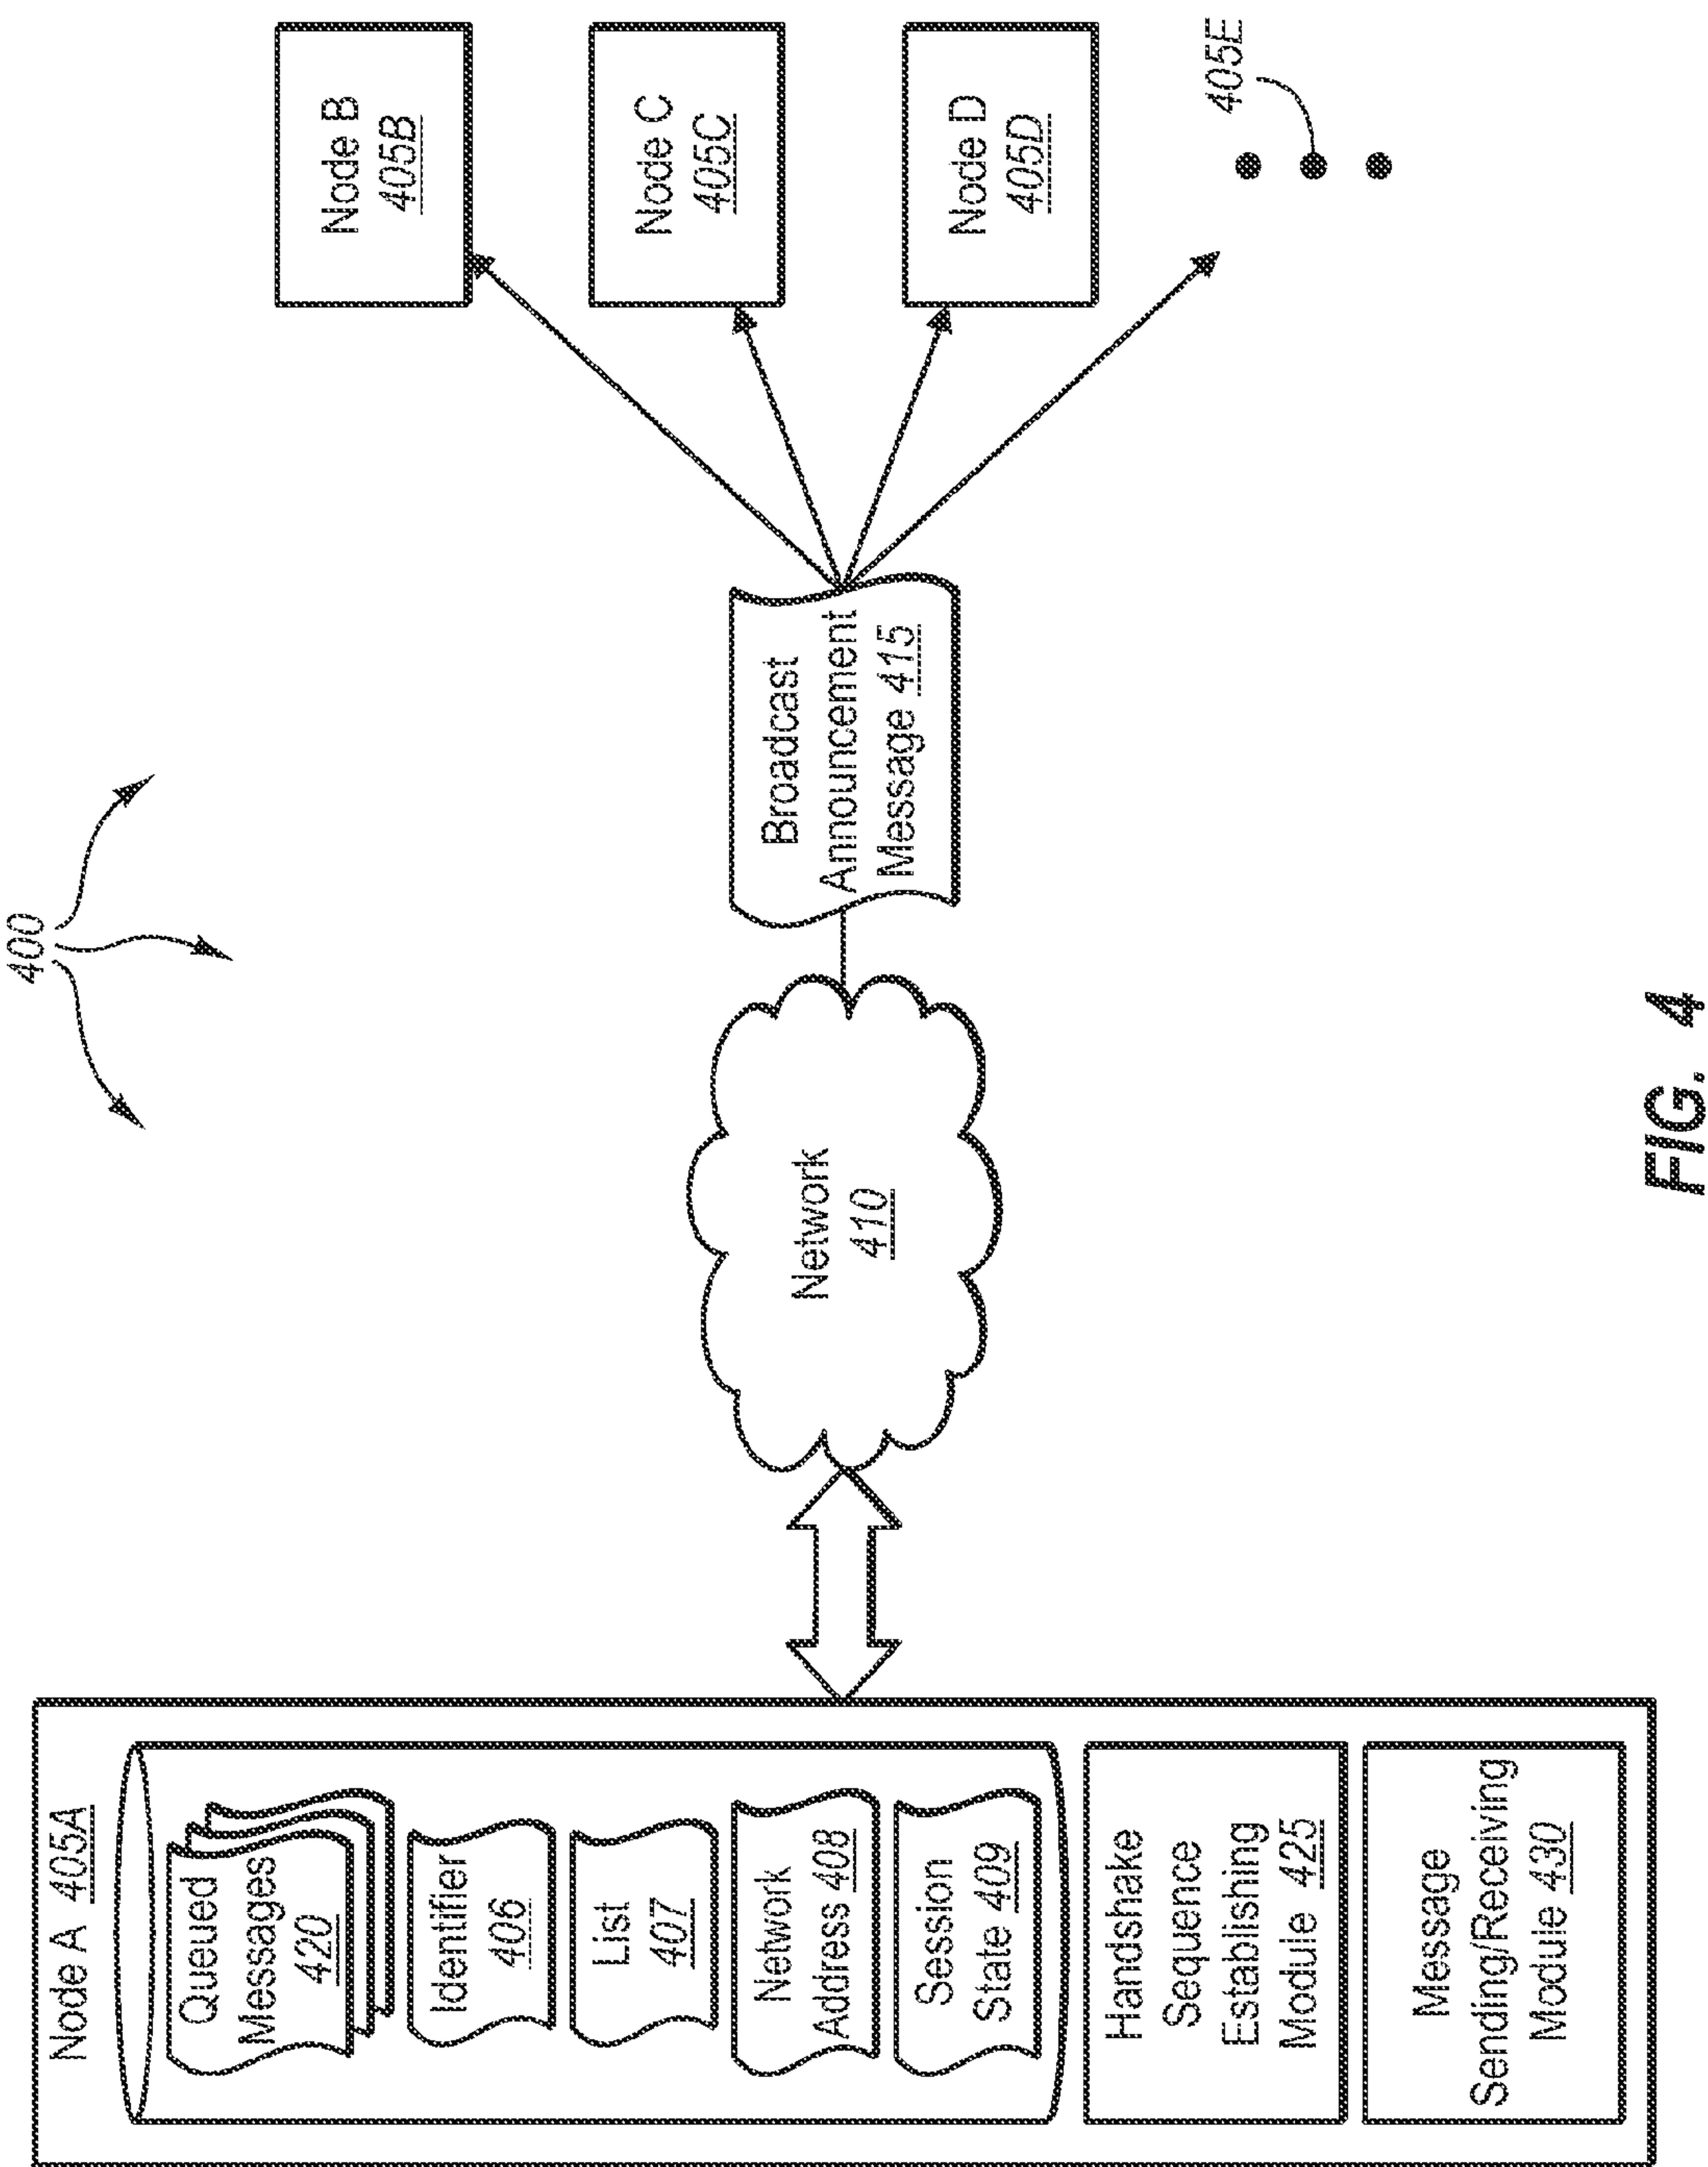 400
Node A 405A
Queued
Messages
420
Identifier
406
List
407
Network
Address 408
Session
State 409
Handshake
Sequence
Establishing
Module 425
Message
Sending/Receiving
Module 430
Network
410
Broadcast
Announcement
Message 415
Node B
405B
Node C
405C
Node D
405D
405E
FIG. 4